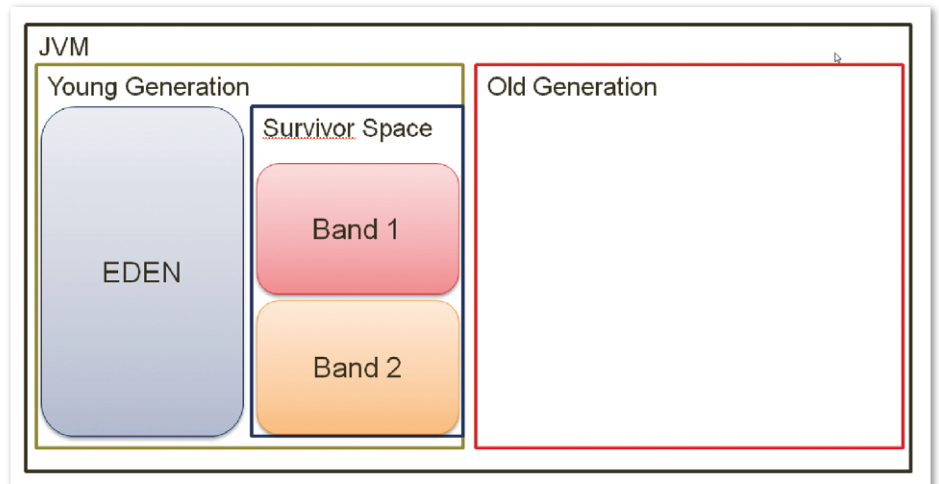 JVM
Young Generation
Old Generation
Survivor Space
Band 1
EDEN
Band 2